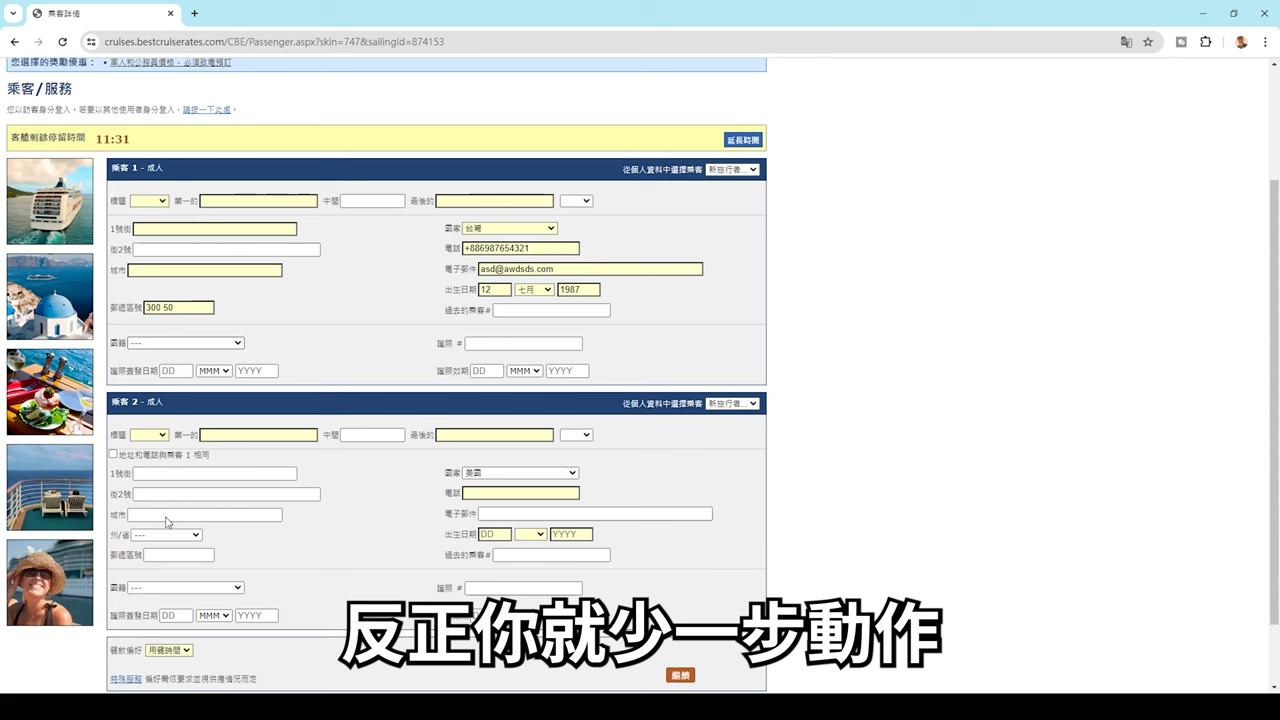 乘客詳情
cruises.bestcruiserates.com/CBE/Passenger.aspx?skin=747&sailingId=874153
您選擇的獎勵優惠： • 軍人和公務員價格 - 必須致電預訂
乘客/服務
您以訪客身分登入。若要以其他使用者身分登入，請按一下此處。
客艙剩餘停留時間 11:31 延長時間
乘客 1 - 成人 從個人資料中選擇乘客 新旅行者...
標題 第一的 中間 最後的
1號街 國家 台灣
街2號 電話 +886987654321
城市 電子郵件 asd@awdsds.com
出生日期 12 七月 1987
郵遞區號 300 50 過去的乘客#
國籍 --- 護照 #
護照簽發日期 DD MMM YYYY 護照效期 DD MMM YYYY
乘客 2 - 成人 從個人資料中選擇乘客 新旅行者...
標題 第一的 中間 最後的
地址和電話與乘客 1 相同
1號街 國家 美國
街2號 電話
城市 電子郵件
州/省 --- 出生日期 DD YYYY
郵遞區號 過去的乘客#
國籍 --- 護照 #
護照簽發日期 DD MMM YYYY
反正你就少一步動作
餐飲偏好 用餐時間
特殊服務 偏好需依要求並視供應情況而定 繼續